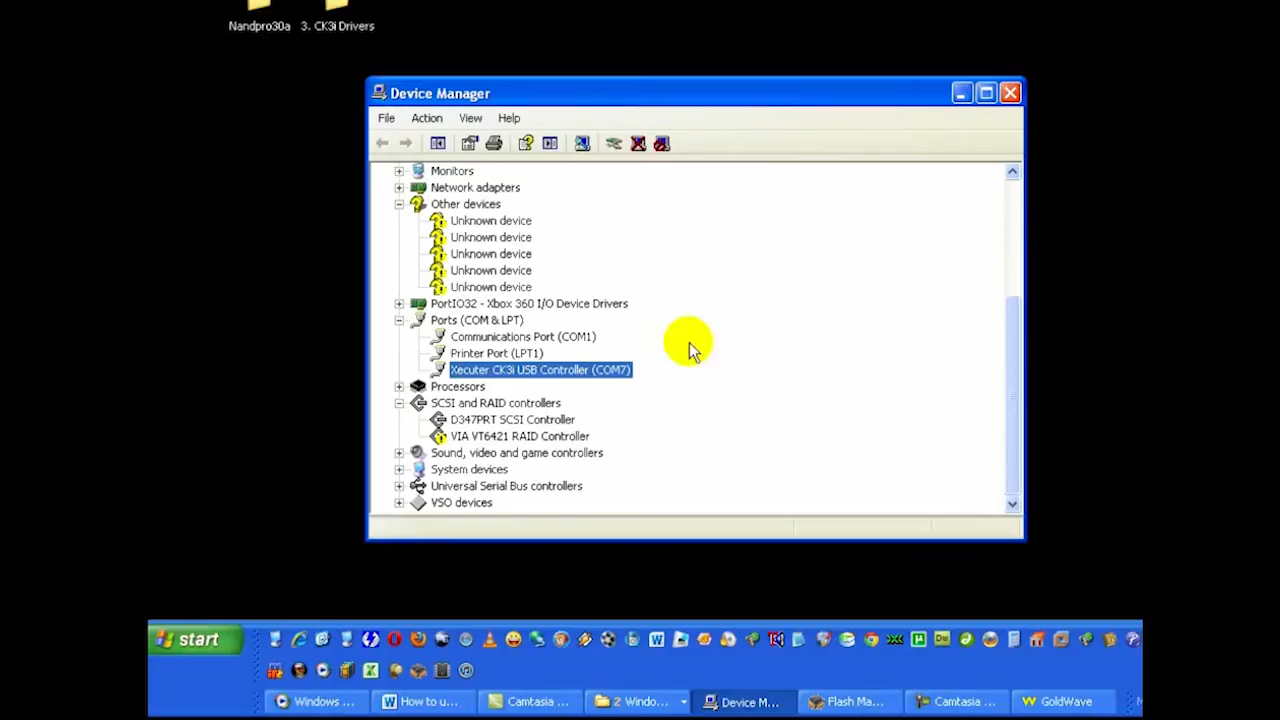 Nandpro30a 3. CK3i Drivers
Device Manager
File Action View Help
Monitors
Network adapters
Other devices
Unknown device
Unknown device
Unknown device
Unknown device
Unknown device
PortIO32 - Xbox 360 I/O Device Drivers
Ports (COM & LPT)
Communications Port (COM1)
Printer Port (LPT1)
Xecuter CK3i USB Controller (COM7)
Processors
SCSI and RAID controllers
D347PRT SCSI Controller
VIA VT6421 RAID Controller
Sound, video and game controllers
System devices
Universal Serial Bus controllers
VSO devices
start
Windows ... How to u... Camtasia ... 2 Windo... Device M... Flash Ma... Camtasia ... GoldWave